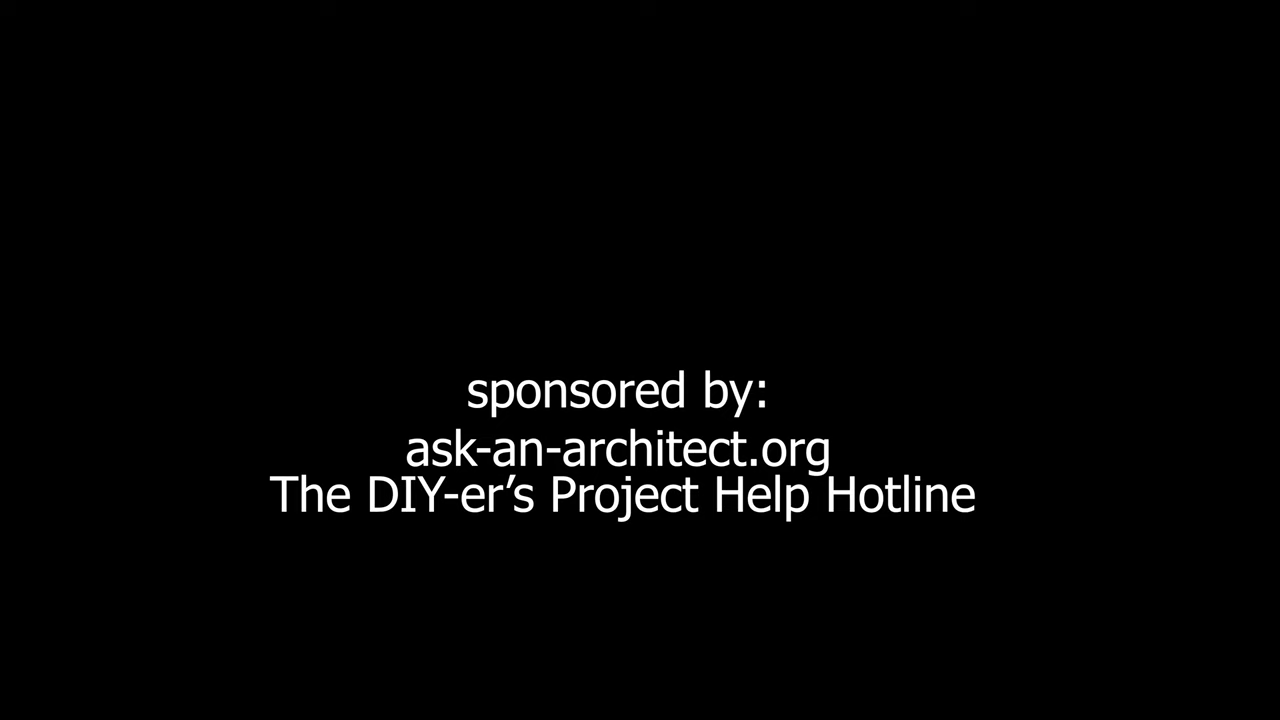 sponsored by:
ask-an-architect.org
The DIY-er’s Project Help Hotline